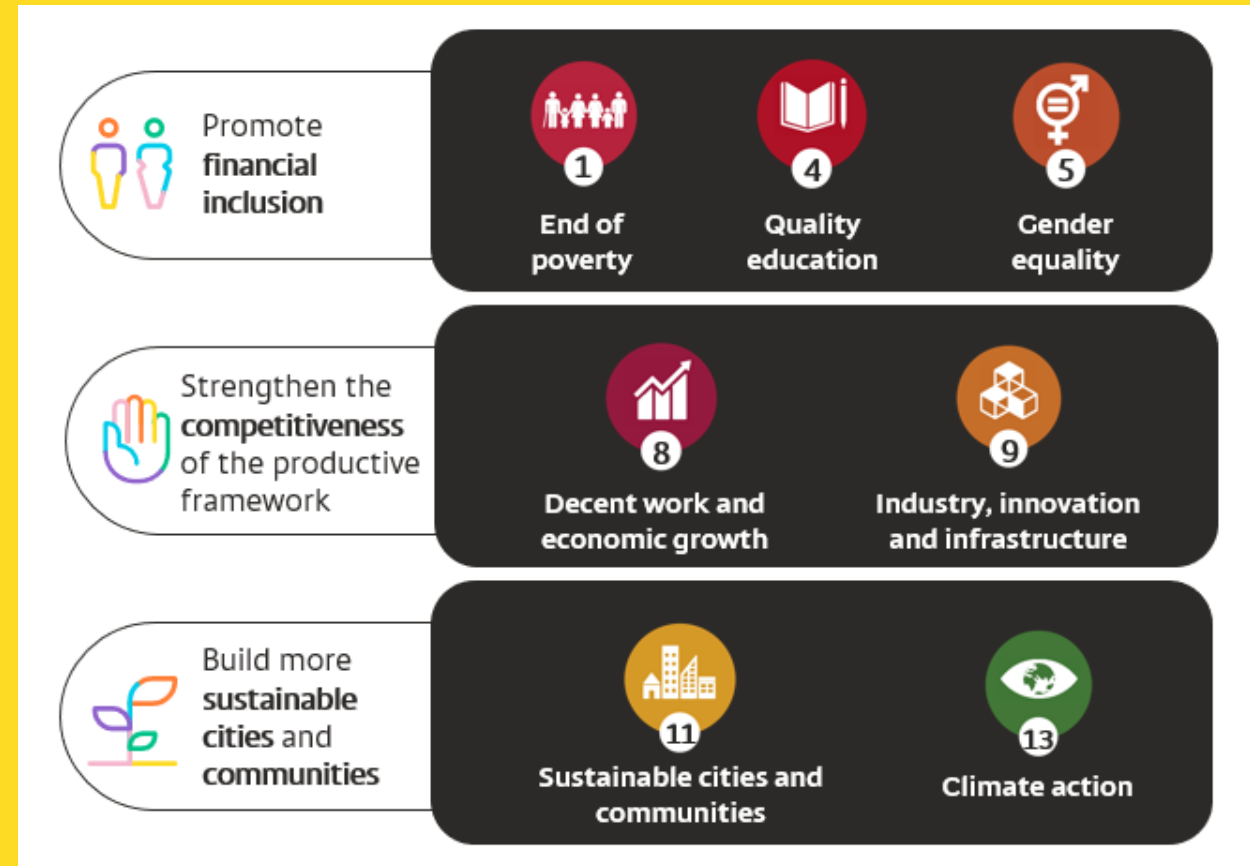 Promote
financial
inclusion
1
End of
poverty
4
Quality
education
5
Gender
equality
Strengthen the
competitiveness
of the productive
framework
8
Decent work and
economic growth
9
Industry, innovation
and infrastructure
Build more
sustainable
cities and
communities
11
Sustainable cities and
communities
13
Climate action